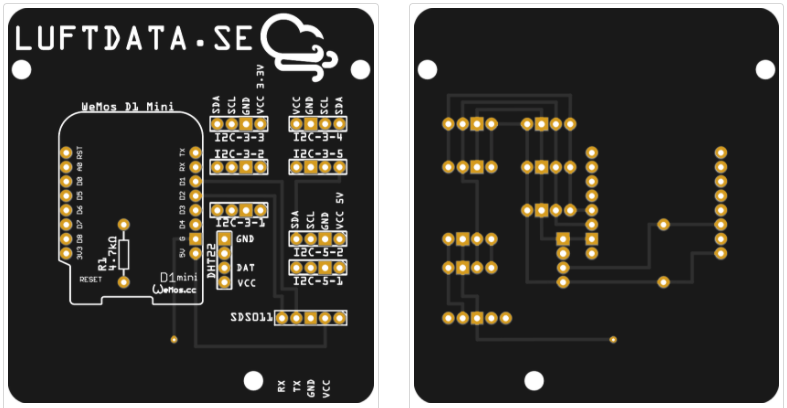 LUFTDATA.SE
3.3V
SDA SCL GND VCC
VCC GND SCL SDA
WeMos D1 Mini
I2C-3-3
I2C-3-4
I2C-3-2
I2C-3-5
RST
A0
D0
D5
D6
D7
D8
3V3
TX
RX
D1
D2
D3
D4
G
5V
I2C-3-1
5V
SDA SCL GND VCC
R1
4.7kΩ
RESET
D1mini
WeMos.cc
DHT22
GND
DAT
VCC
I2C-5-2
I2C-5-1
SDS011
RX TX GND VCC